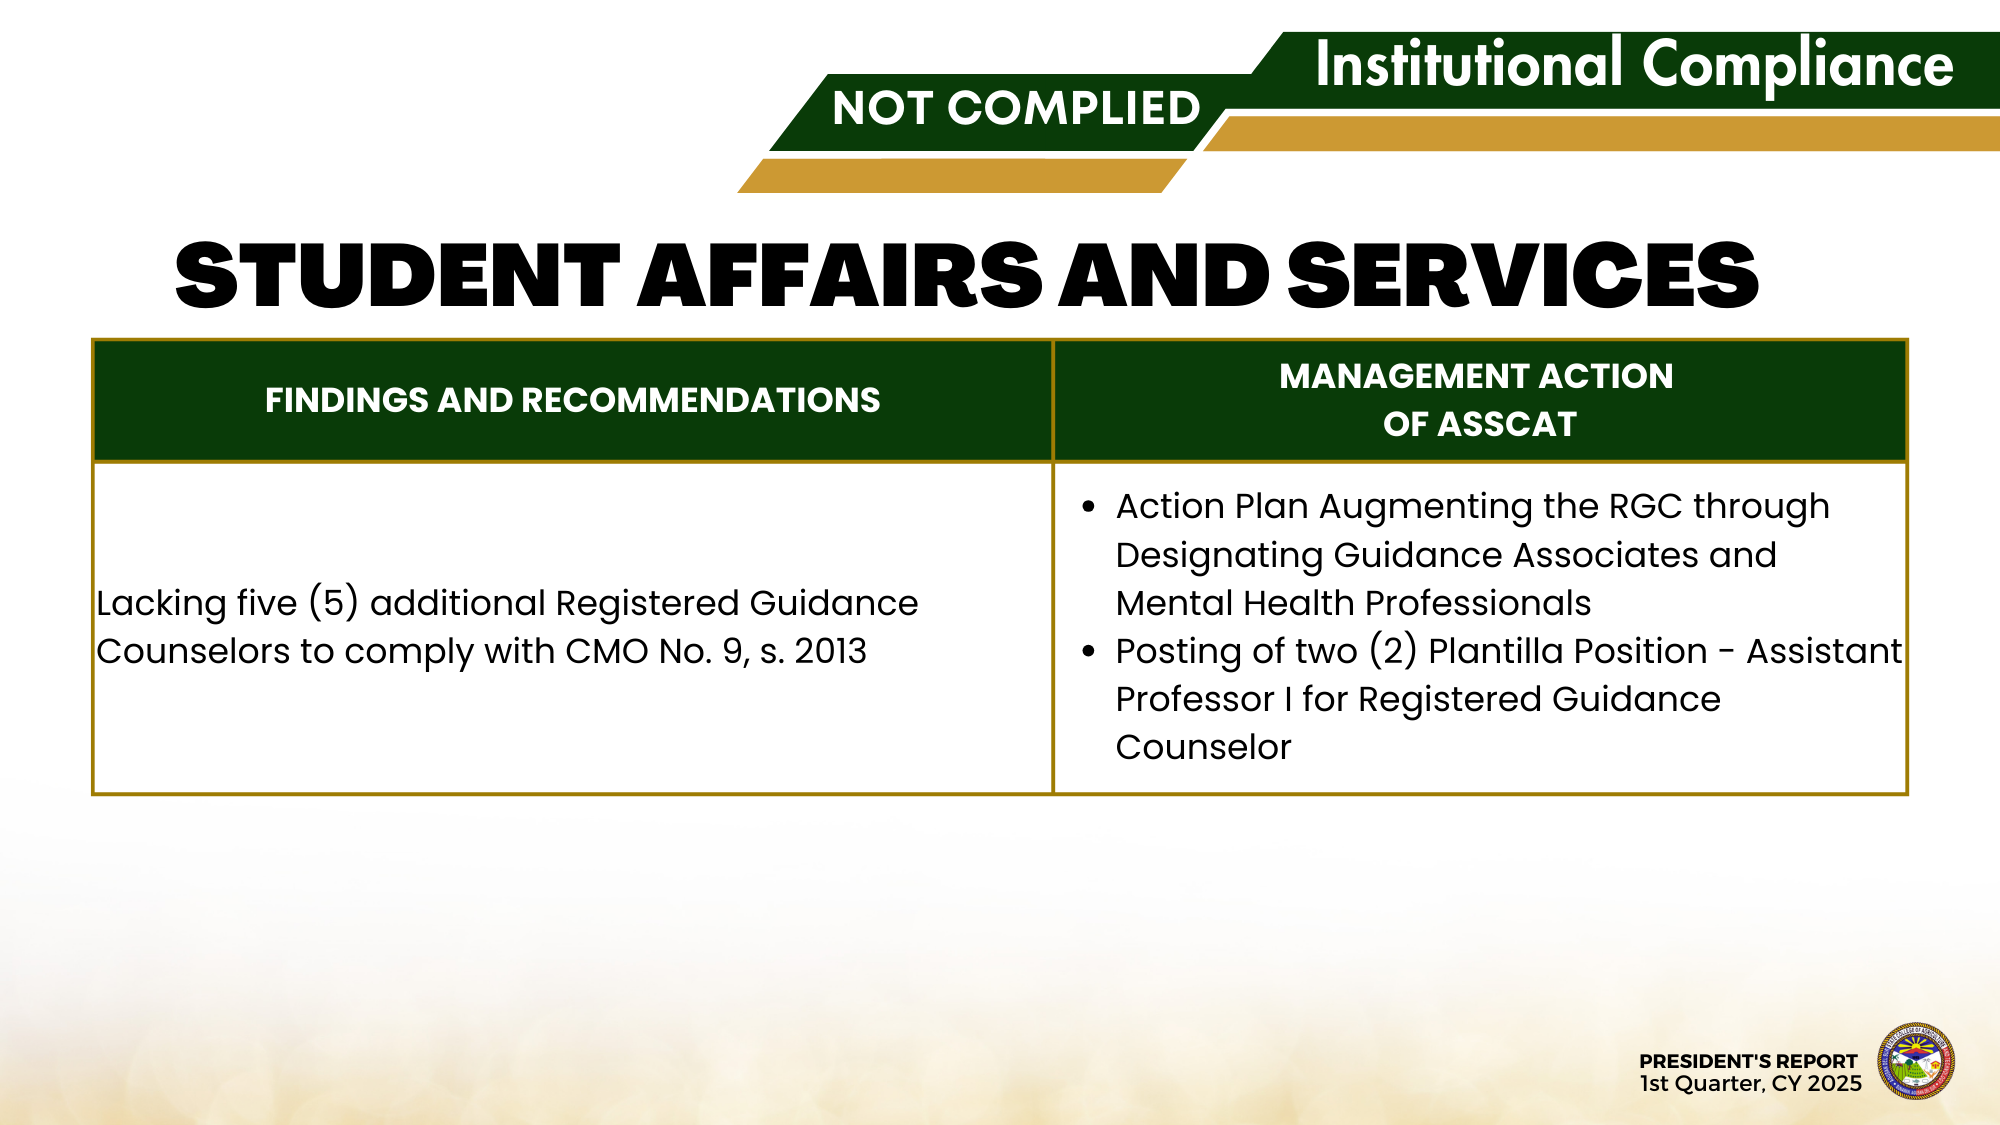 Institutional Compliance
NOT COMPLIED
STUDENT AFFAIRS AND SERVICES
FINDINGS AND RECOMMENDATIONS
MANAGEMENT ACTION
OF ASSCAT
Lacking five (5) additional Registered Guidance
Counselors to comply with CMO No. 9, s. 2013
• Action Plan Augmenting the RGC through
Designating Guidance Associates and
Mental Health Professionals
• Posting of two (2) Plantilla Position - Assistant
Professor I for Registered Guidance
Counselor
PRESIDENT'S REPORT
1st Quarter, CY 2025